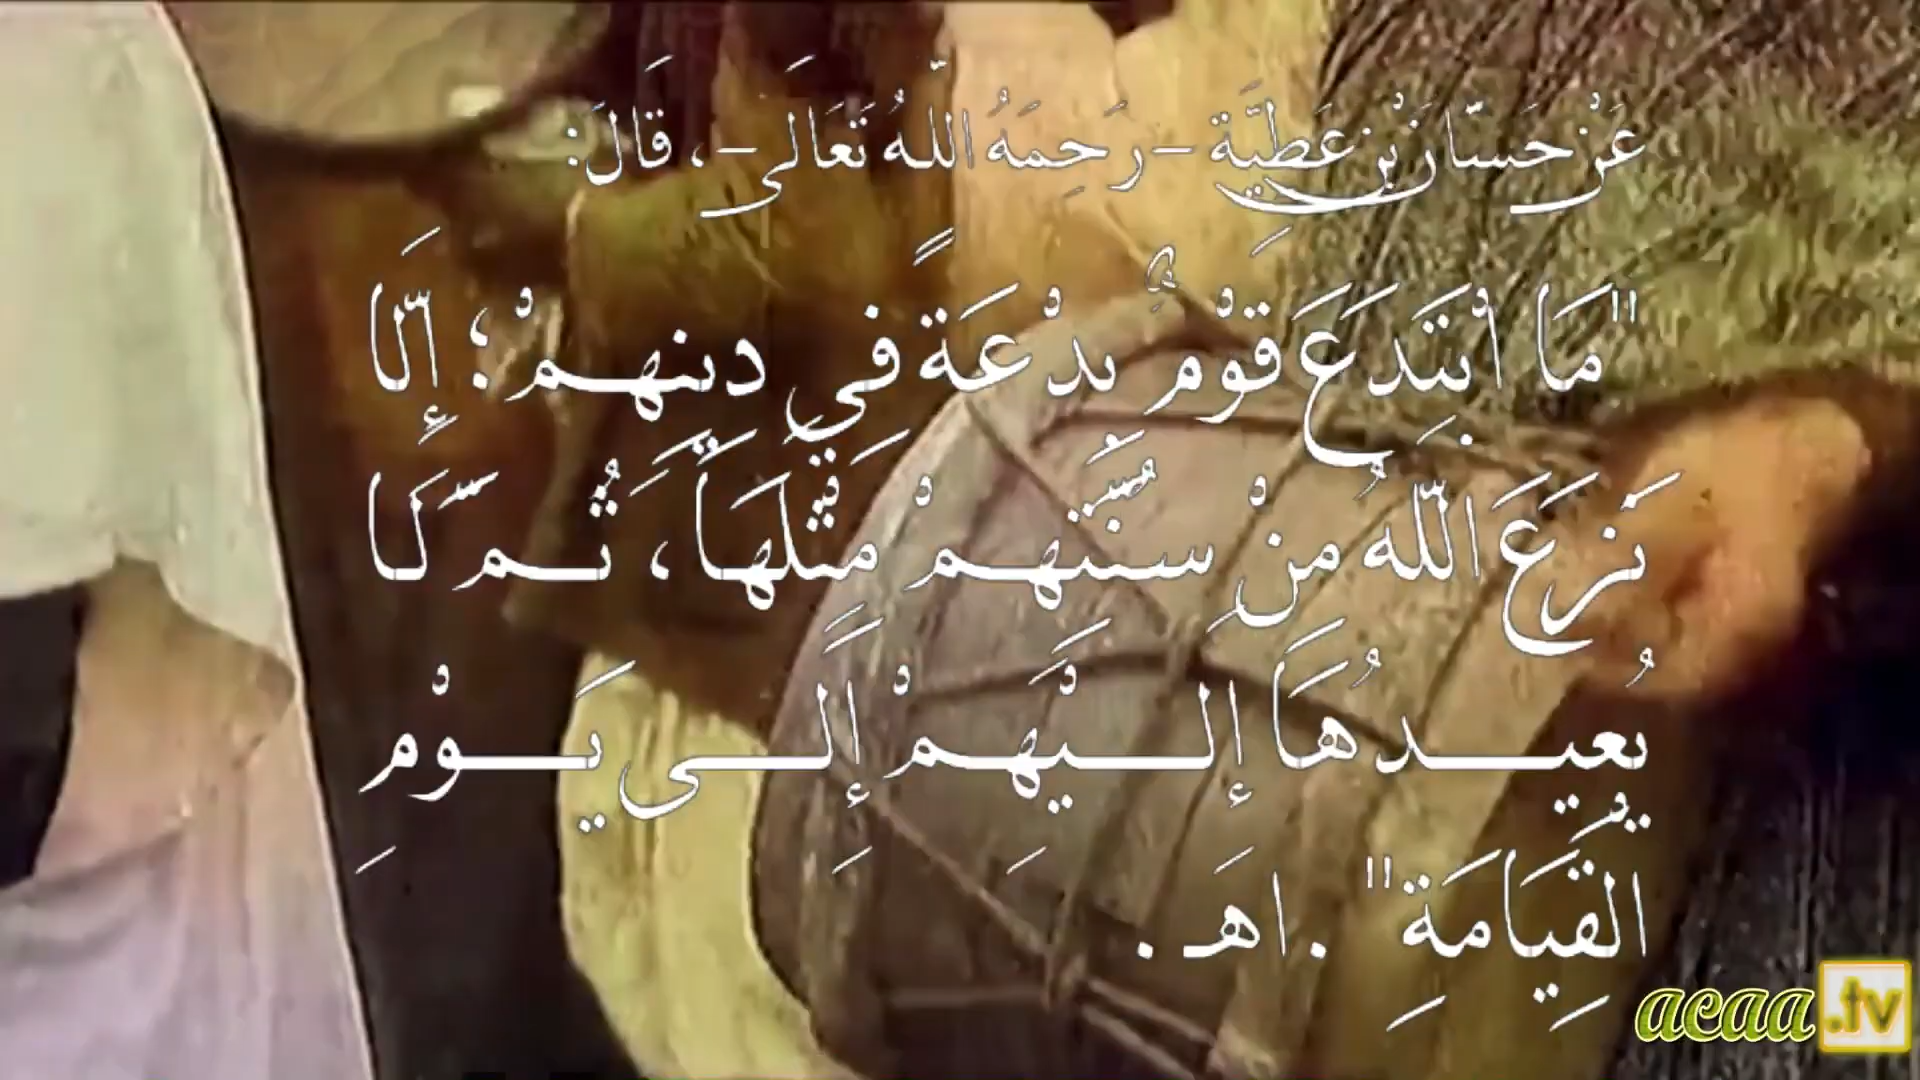 عَنْ حَسَّانَ بْنِ عَطِيَّةَ - رَحِمَهُ اللَّهُ تَعَالَى -، قَالَ:
"مَا ابْتَدَعَ قَوْمٌ بِدْعَةً فِي دِينِهِمْ؛ إِلَّا
نَزَعَ اللَّهُ مِنْ سُنَّتِهِمْ مِثْلَهَا، ثُمَّ لَا
يُعِيدُهَا إِلَيْهِمْ إِلَى يَوْمِ
الْقِيَامَةِ" .اهـ.
acaa.tv